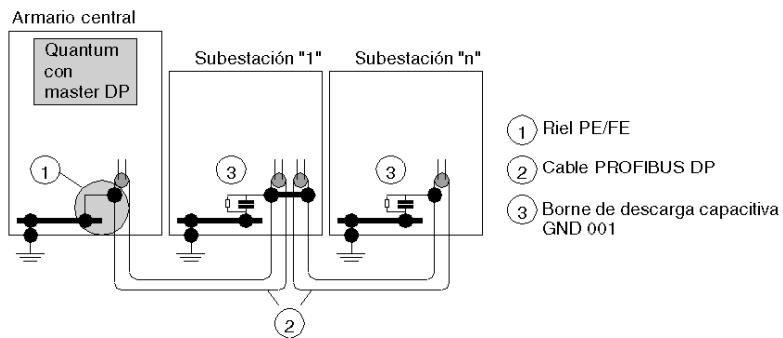 Armario central
Quantum
con
master DP
Subestación "1"
Subestación "n"
1
3
3
2
1 Riel PE/FE
2 Cable PROFIBUS DP
3 Borne de descarga capacitiva
GND 001